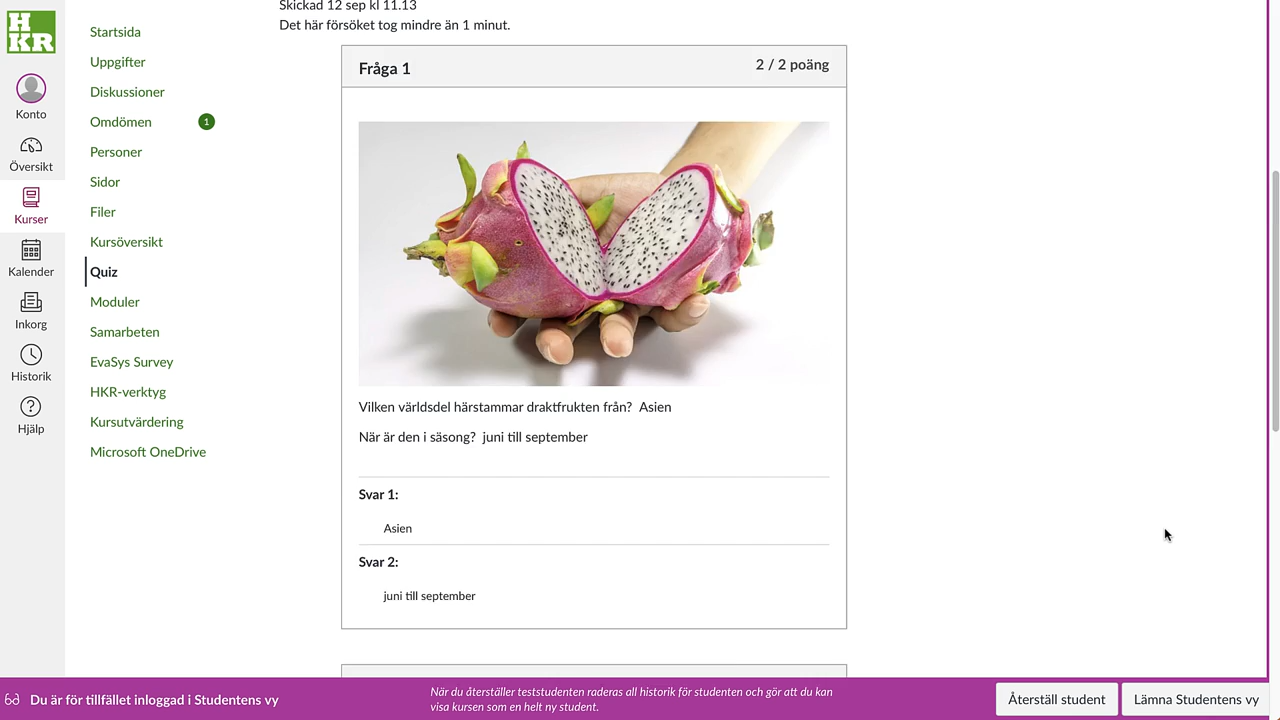 HKR
Konto
Översikt
Kurser
Kalender
Inkorg
Historik
Hjälp
Startsida
Uppgifter
Diskussioner
Omdömen 1
Personer
Sidor
Filer
Kursöversikt
Quiz
Moduler
Samarbeten
EvaSys Survey
HKR-verktyg
Kursutvärdering
Microsoft OneDrive
Skickad 12 sep kl 11.13
Det här försöket tog mindre än 1 minut.
Fråga 1 2 / 2 poäng
Vilken världsdel härstammar draktfrukten från? Asien
När är den i säsong? juni till september
Svar 1:
Asien
Svar 2:
juni till september
Du är för tillfället inloggad i Studentens vy
När du återställer teststudenten raderas all historik för studenten och gör att du kan
visa kursen som en helt ny student.
Återställ student
Lämna Studentens vy